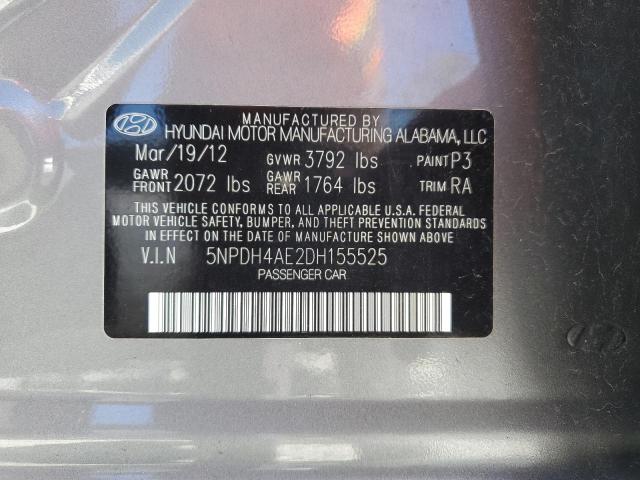 MANUFACTURED BY
HYUNDAI MOTOR MANUFACTURING ALABAMA, LLC
Mar/19/12 GVWR 3792 lbs PAINT P3
GAWR FRONT 2072 lbs GAWR REAR 1764 lbs TRIM RA
THIS VEHICLE CONFORMS TO ALL APPLICABLE U.S.A. FEDERAL
MOTOR VEHICLE SAFETY, BUMPER, AND THEFT PREVENTION STANDARDS
IN EFFECT ON THE DATE OF MANUFACTURE SHOWN ABOVE.
V.I.N 5NPDH4AE2DH155525
PASSENGER CAR